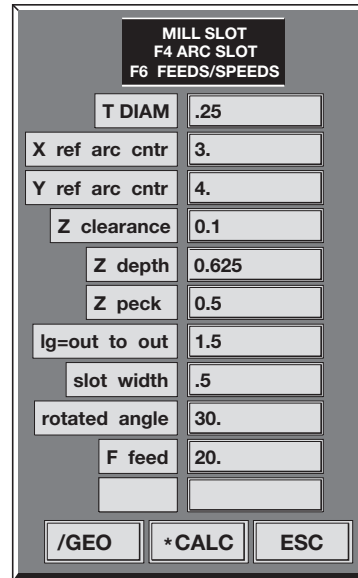 MILL SLOT
F4 ARC SLOT
F6 FEEDS/SPEEDS
T DIAM .25
X ref arc cntr 3.
Y ref arc cntr 4.
Z clearance 0.1
Z depth 0.625
Z peck 0.5
lg=out to out 1.5
slot width .5
rotated angle 30.
F feed 20.
/GEO *CALC ESC